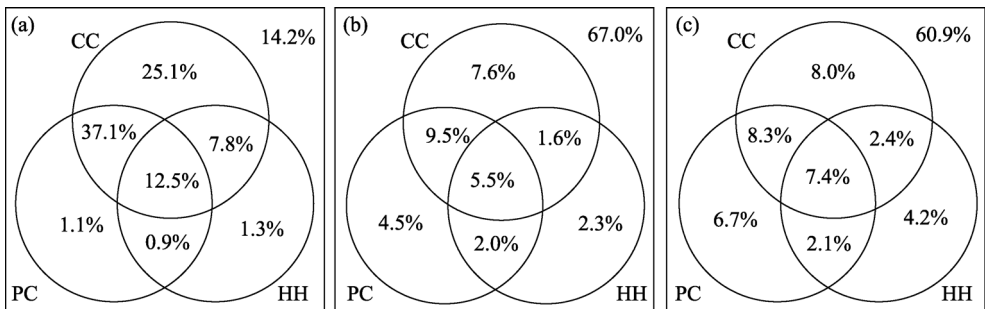 (a)
CC
14.2%
25.1%
37.1%
7.8%
12.5%
1.1%
0.9%
1.3%
PC
HH
(b)
CC
67.0%
7.6%
9.5%
1.6%
5.5%
4.5%
2.0%
2.3%
PC
HH
(c)
CC
60.9%
8.0%
8.3%
2.4%
7.4%
6.7%
2.1%
4.2%
PC
HH